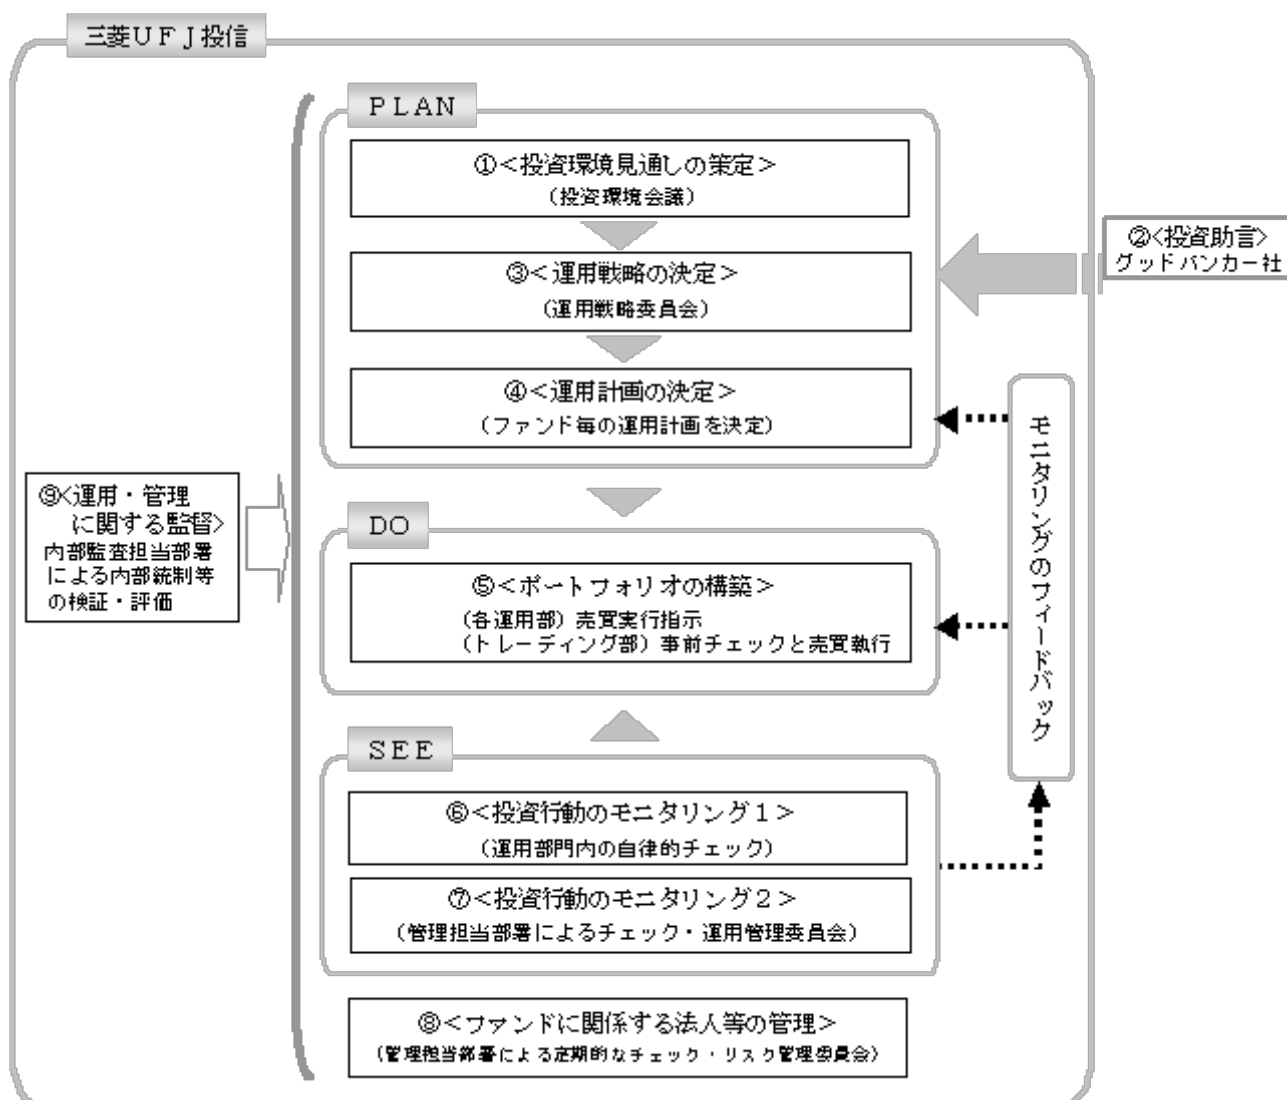 三菱UFJ投信
PLAN
①<投資環境見通しの策定>
(投資環境会議)
②<投資助言>
グッドバンカー社
③<運用戦略の決定>
(運用戦略委員会)
④<運用計画の決定>
(ファンド毎の運用計画を決定)
DO
⑤<ポートフォリオの構築>
(各運用部)売買実行指示
(トレーディング部)事前チェックと売買執行
SEE
⑥<投資行動のモニタリング1>
(運用部門内の自律的チェック)
⑦<投資行動のモニタリング2>
(管理担当部署によるチェック・運用管理委員会)
モニタリングのフィードバック
⑧<ファンドに関係する法人等の管理>
(管理担当部署による定期的なチェック・リスク管理委員会)
⑨<運用・管理
に関する監督>
内部監査担当部署
による内部統制等
の検証・評価